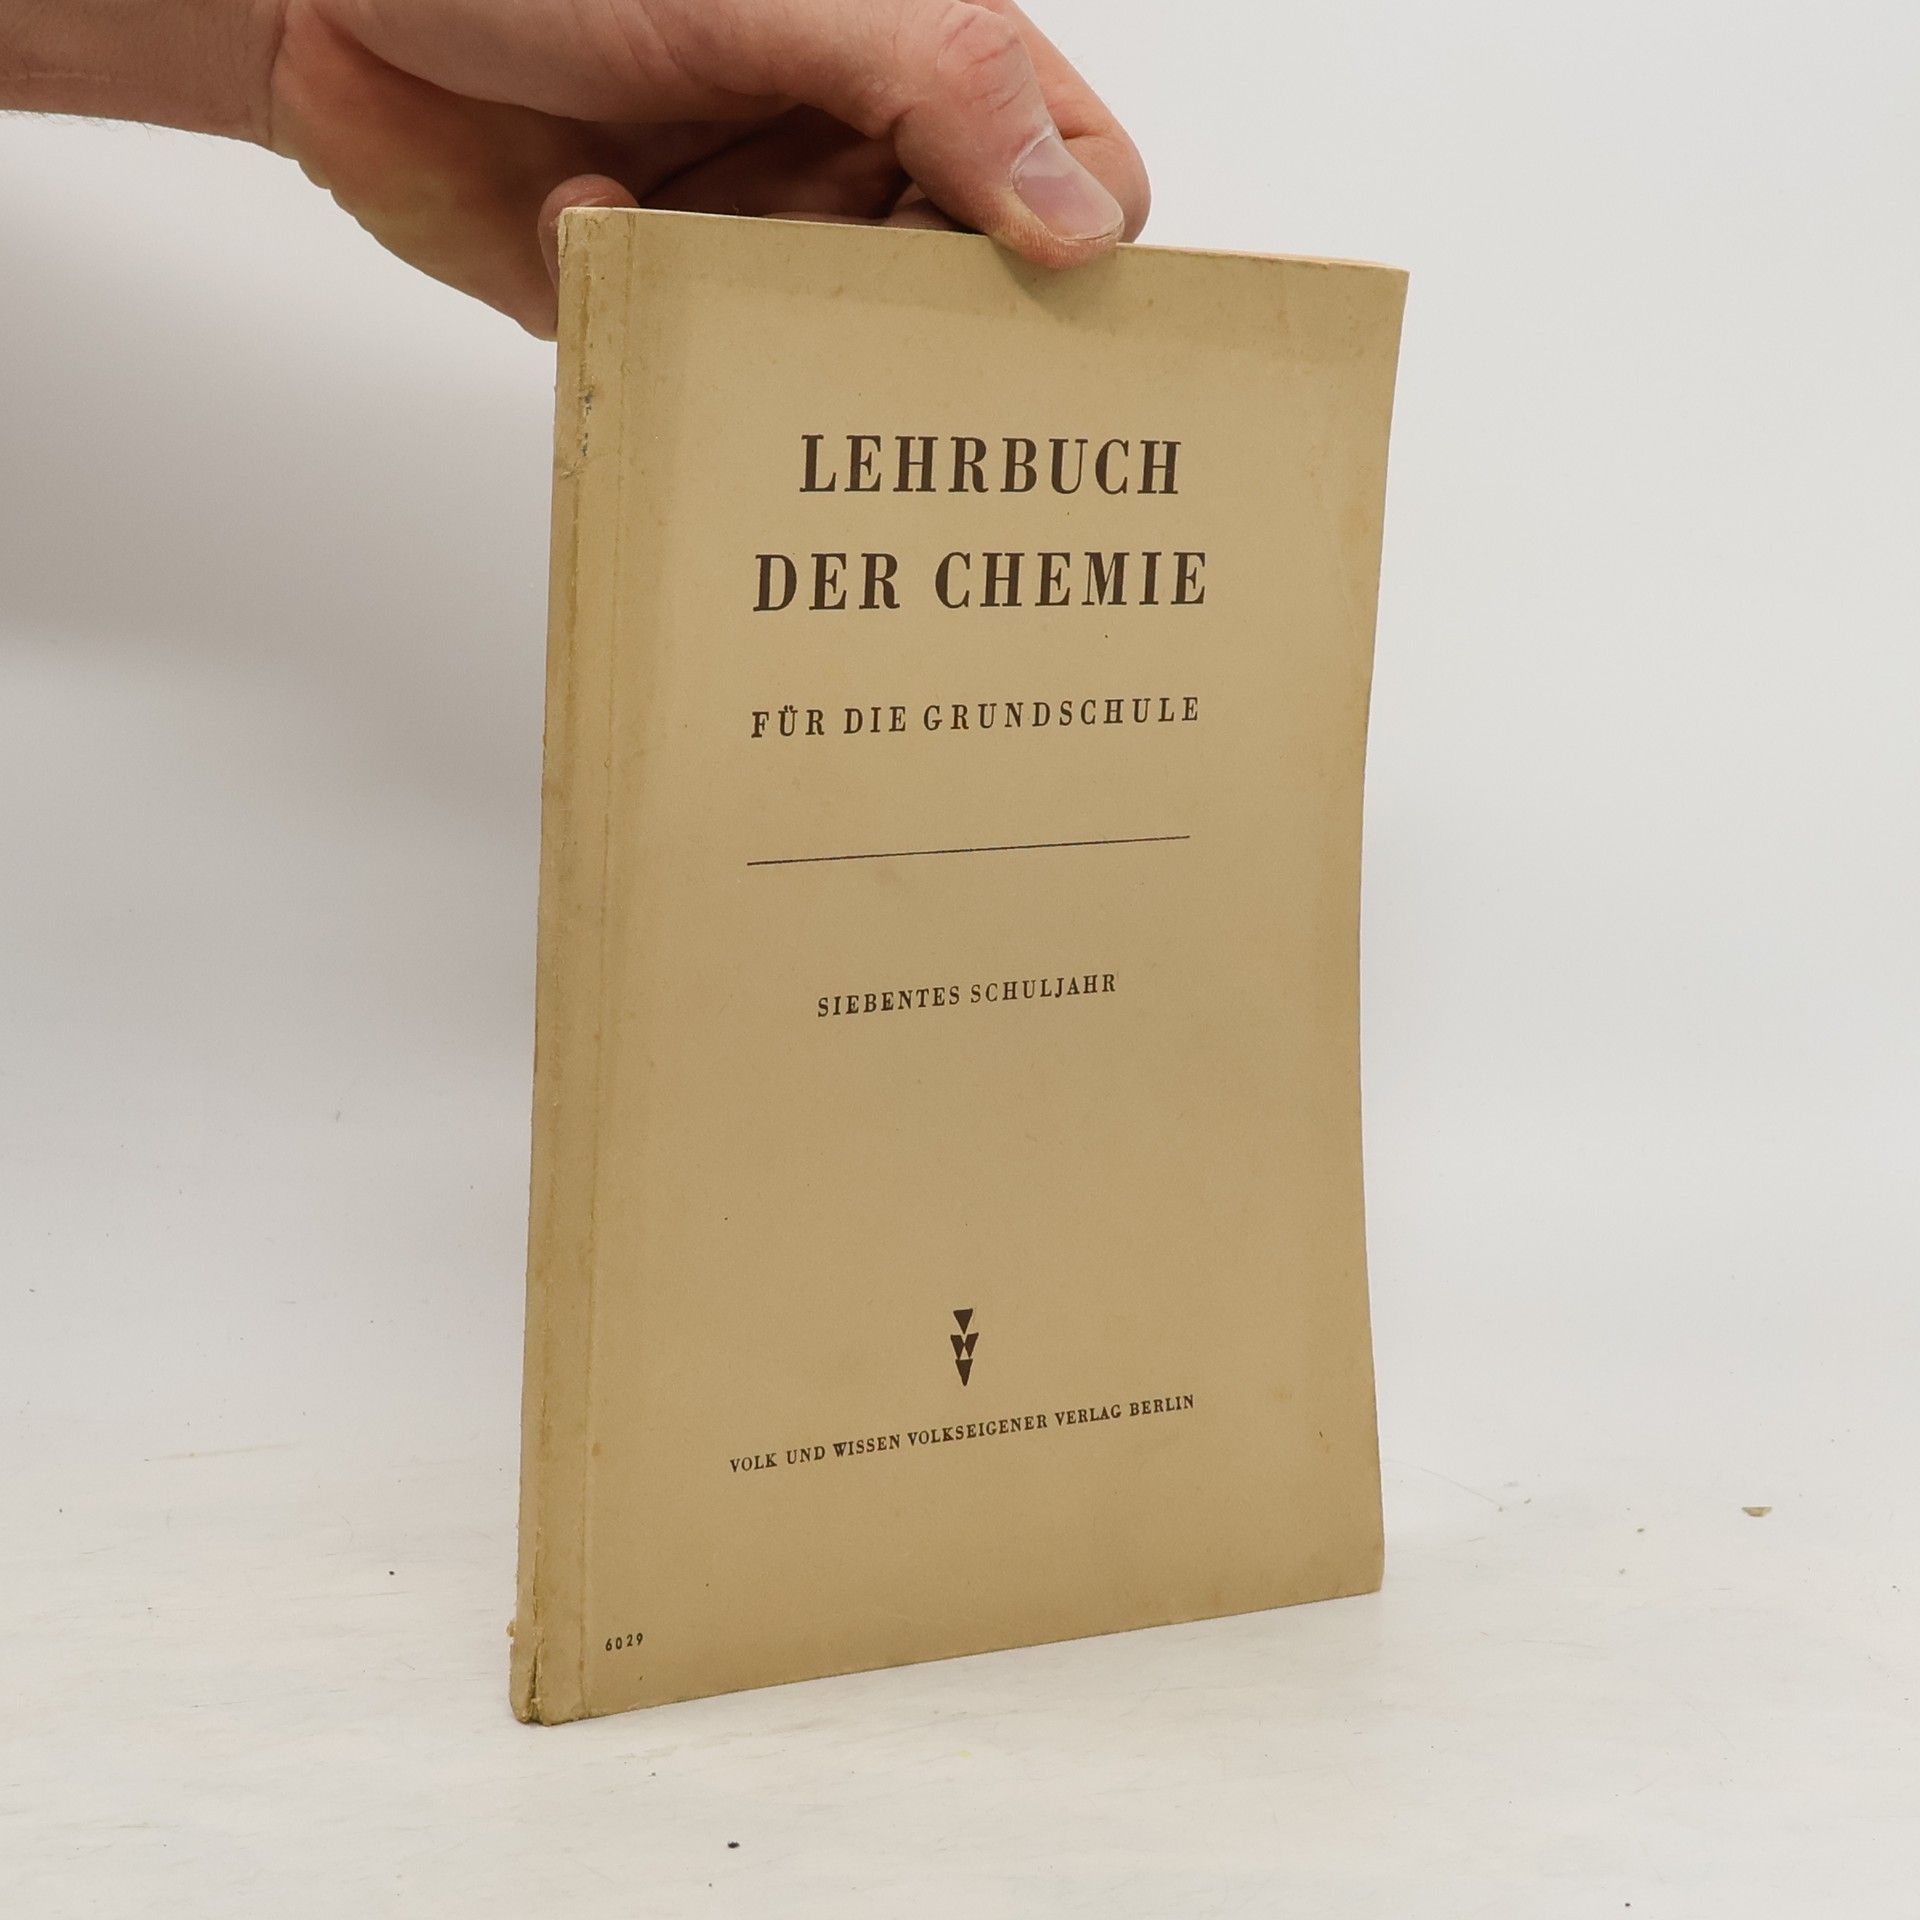 LEHRBUCH
DER CHEMIE
FÜR DIE GRUNDSCHULE
SIEBENTES SCHULJAHR
VOLK UND WISSEN VOLKSEIGENER VERLAG BERLIN
6029